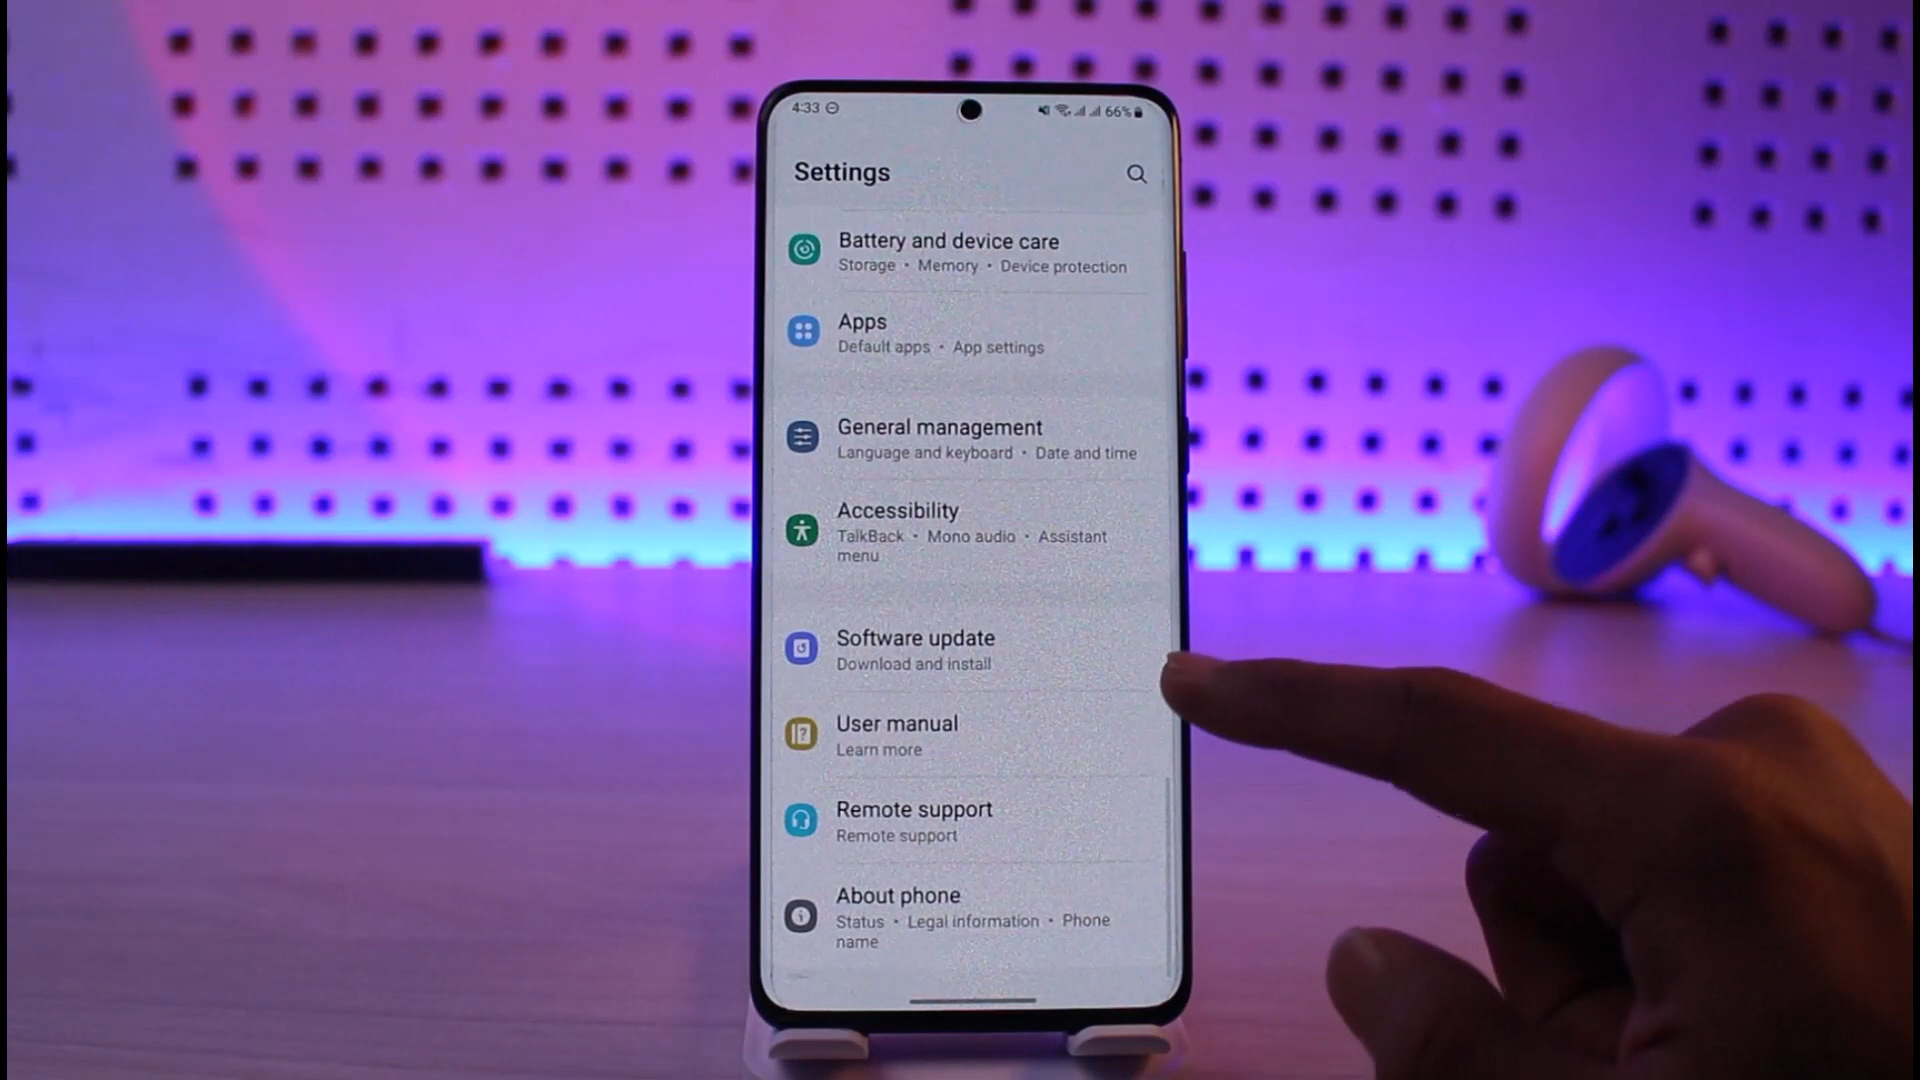 4:33
66%
Settings
Battery and device care
Storage • Memory • Device protection
Apps
Default apps • App settings
General management
Language and keyboard • Date and time
Accessibility
TalkBack • Mono audio • Assistant
menu
Software update
Download and install
User manual
Learn more
Remote support
Remote support
About phone
Status • Legal information • Phone
name